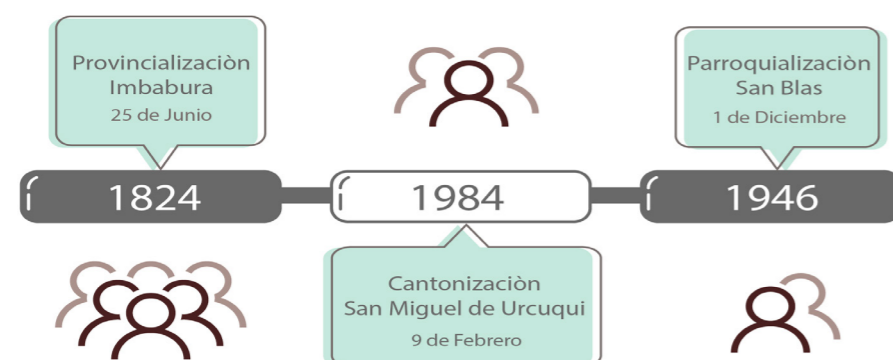 Provincializaciòn
Imbabura
25 de Junio
1824
1984
Cantonizaciòn
San Miguel de Urcuqui
9 de Febrero
Parroquializaciòn
San Blas
1 de Diciembre
1946